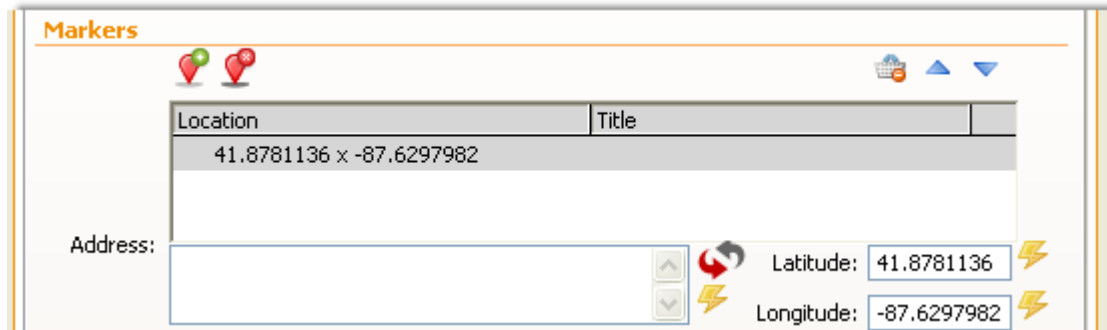 Markers
Location Title
41.8781136 x -87.6297982
Address:
Latitude: 41.8781136
Longitude: -87.6297982